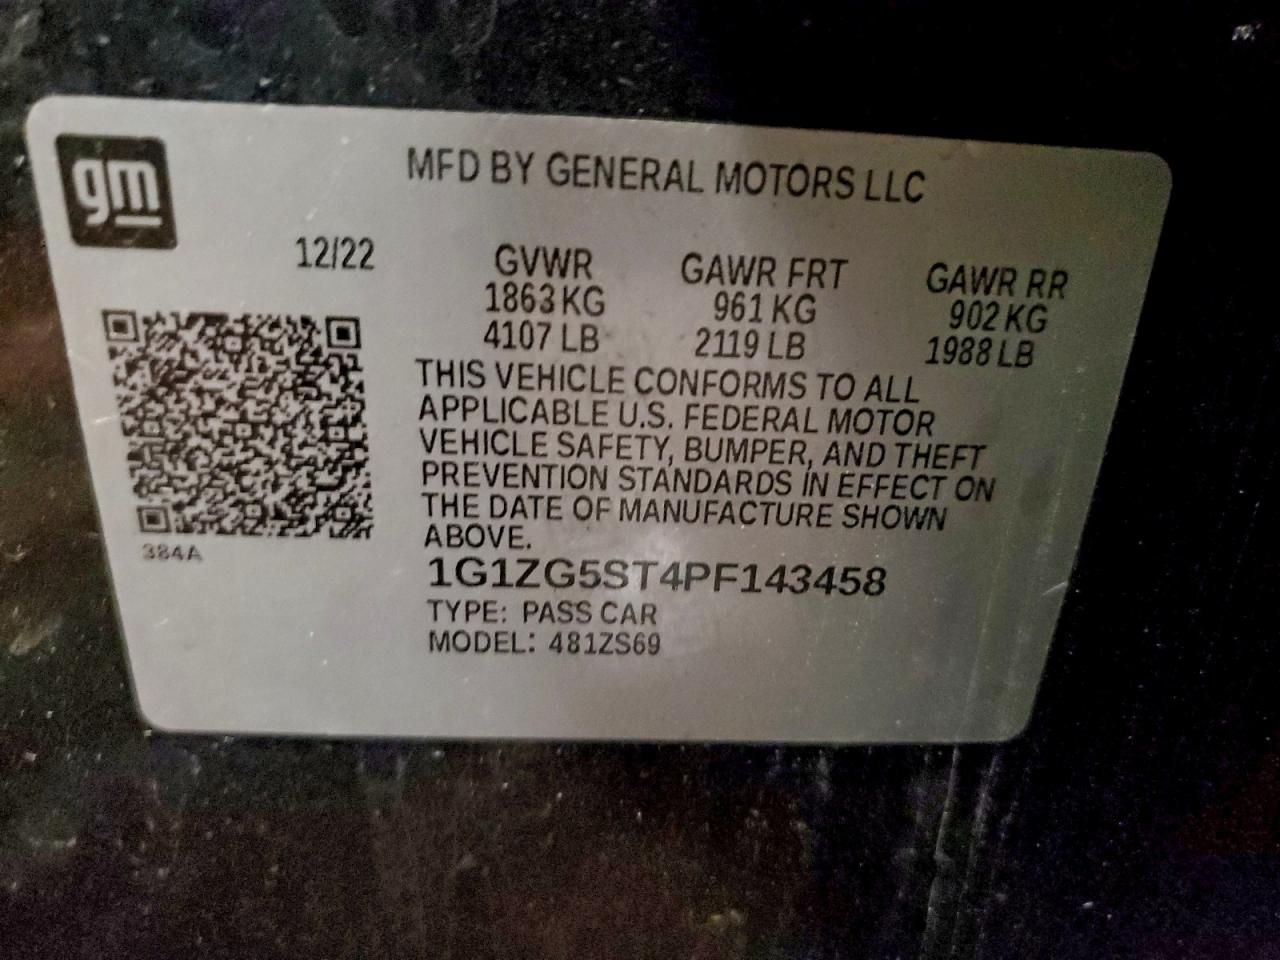 gm
MFD BY GENERAL MOTORS LLC
12/22 GVWR GAWR FRT GAWR RR
1863 KG 961 KG 902 KG
4107 LB 2119 LB 1988 LB
THIS VEHICLE CONFORMS TO ALL
APPLICABLE U.S. FEDERAL MOTOR
VEHICLE SAFETY, BUMPER, AND THEFT
PREVENTION STANDARDS IN EFFECT ON
THE DATE OF MANUFACTURE SHOWN
ABOVE.
384A
1G1ZG5ST4PF143458
TYPE: PASS CAR
MODEL: 481ZS69